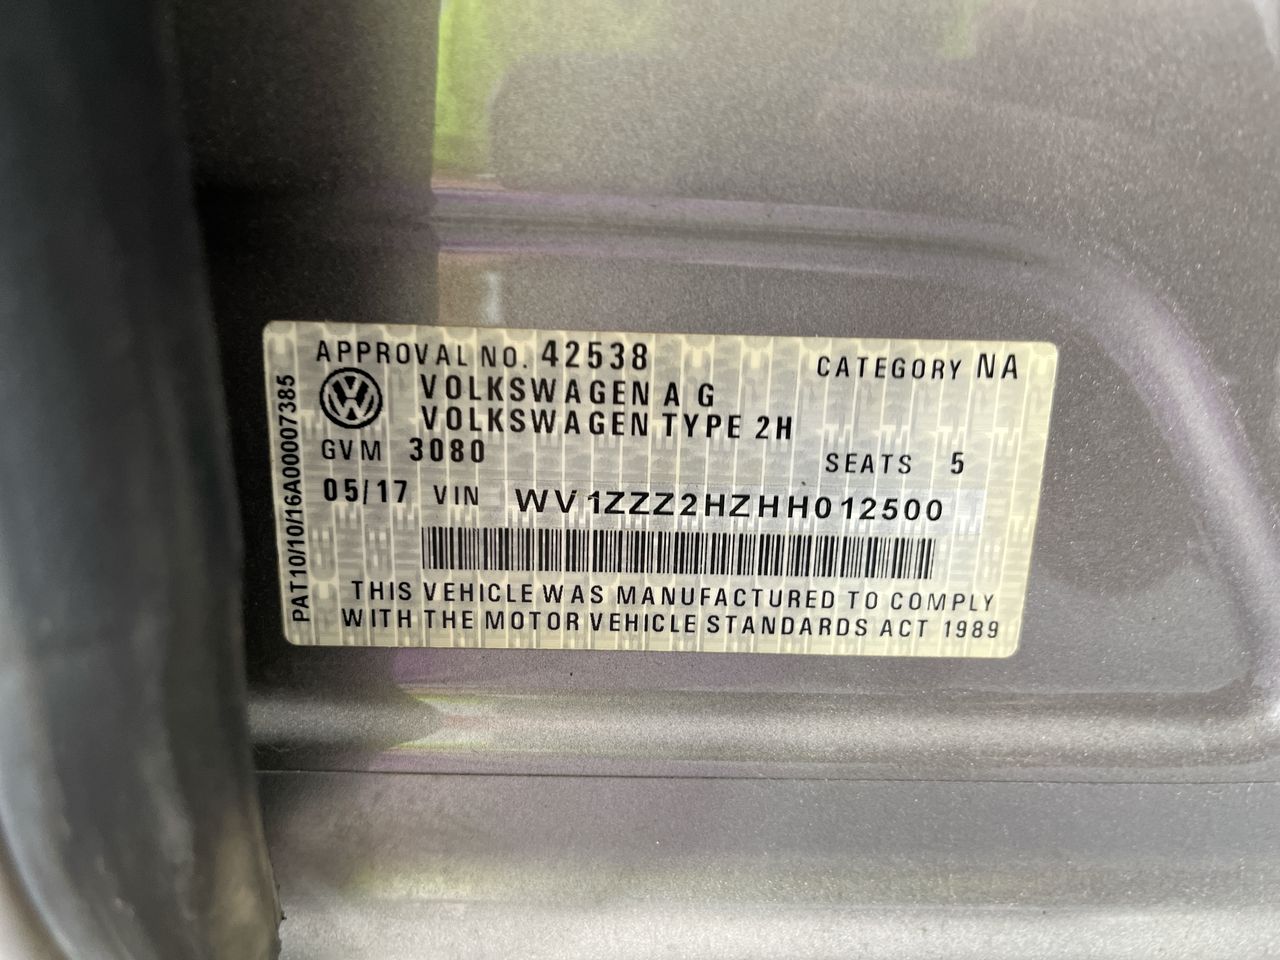 APPROVAL NO. 42538 CATEGORY NA
VOLKSWAGEN AG
VOLKSWAGEN TYPE 2H
GVM 3080 SEATS 5
05/17 VIN WV1ZZZ2HZHH012500
THIS VEHICLE WAS MANUFACTURED TO COMPLY
WITH THE MOTOR VEHICLE STANDARDS ACT 1989
PAT10/10/16A00007385